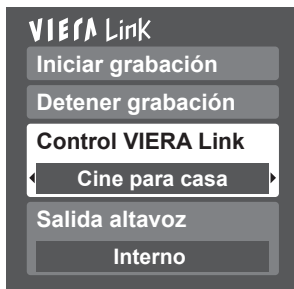 VIERA Link
Iniciar grabación
Detener grabación
Control VIERA Link
Cine para casa
Salida altavoz
Interno